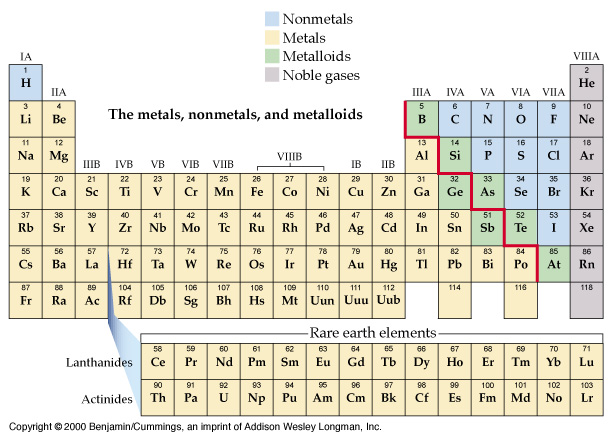 Nonmetals
Metals
Metalloids
Noble gases
IA VIIIA
1 2
H He
IIA IIIA IVA VA VIA VIIA
The metals, nonmetals, and metalloids
3 4 5 6 7 8 9 10
Li Be B C N O F Ne
11 12 13 14 15 16 17 18
Na Mg Al Si P S Cl Ar
IIIB IVB VB VIB VIIB VIIIB IB IIB
19 20 21 22 23 24 25 26 27 28 29 30 31 32 33 34 35 36
K Ca Sc Ti V Cr Mn Fe Co Ni Cu Zn Ga Ge As Se Br Kr
37 38 39 40 41 42 43 44 45 46 47 48 49 50 51 52 53 54
Rb Sr Y Zr Nb Mo Tc Ru Rh Pd Ag Cd In Sn Sb Te I Xe
55 56 57 72 73 74 75 76 77 78 79 80 81 82 83 84 85 86
Cs Ba La Hf Ta W Re Os Ir Pt Au Hg Tl Pb Bi Po At Rn
87 88 89 104 105 106 107 108 109 110 111 112 114 116 118
Fr Ra Ac Rf Db Sg Bh Hs Mt Uun Uuu Uub
Rare earth elements
58 59 60 61 62 63 64 65 66 67 68 69 70 71
Lanthanides Ce Pr Nd Pm Sm Eu Gd Tb Dy Ho Er Tm Yb Lu
90 91 92 93 94 95 96 97 98 99 100 101 102 103
Actinides Th Pa U Np Pu Am Cm Bk Cf Es Fm Md No Lr
Copyright © 2000 Benjamin/Cummings, an imprint of Addison Wesley Longman, Inc.